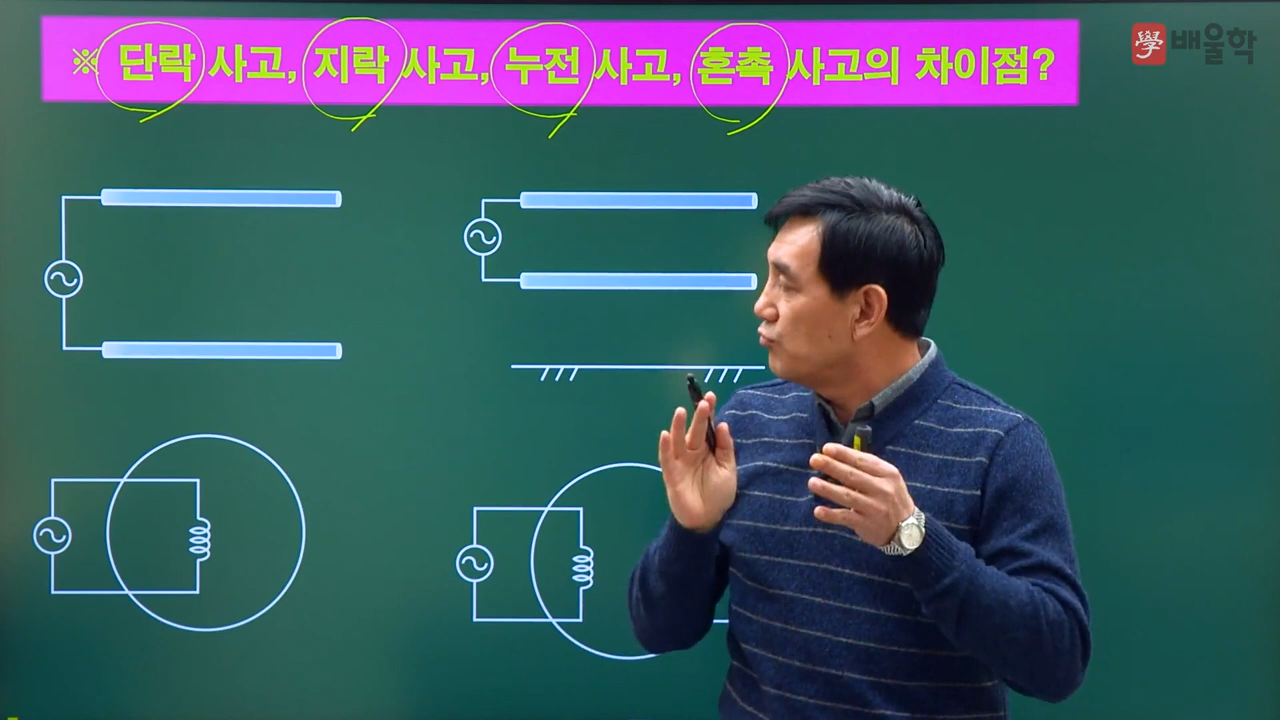 ※ 단락 사고, 지락 사고, 누전 사고, 혼촉 사고의 차이점?
學 배울학